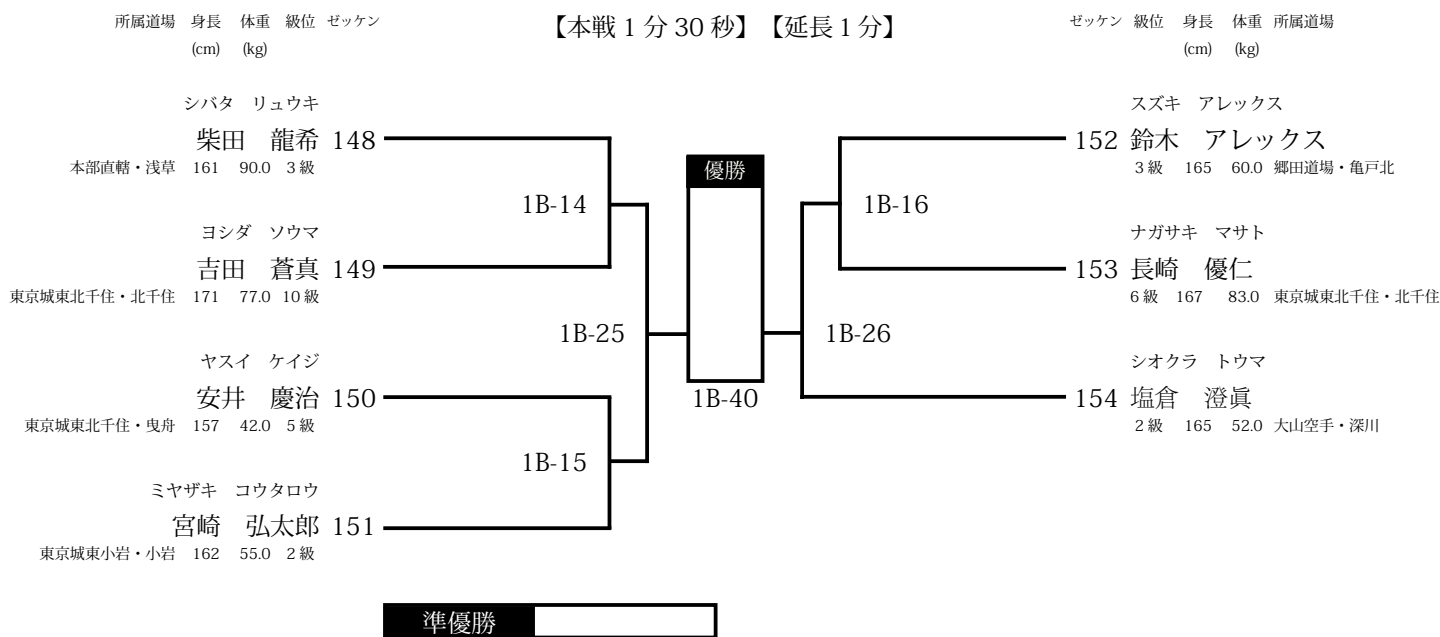 所属道場 身長 体重 級位 ゼッケン
(cm) (kg)
【本戦1分30秒】【延長1分】
ゼッケン 級位 身長 体重 所属道場
(cm) (kg)
シバタ リュウキ
柴田 龍希 148
本部直轄・浅草 161 90.0 3級
1B-14
ヨシダ ソウマ
吉田 蒼真 149
東京城東北千住・北千住 171 77.0 10級
1B-25
ヤスイ ケイジ
安井 慶治 150
東京城東北千住・曳舟 157 42.0 5級
1B-15
ミヤザキ コウタロウ
宮崎 弘太郎 151
東京城東小岩・小岩 162 55.0 2級
優勝
1B-40
スズキ アレックス
152 鈴木 アレックス
3級 165 60.0 郷田道場・亀戸北
1B-16
ナガサキ マサト
153 長崎 優仁
6級 167 83.0 東京城東北千住・北千住
1B-26
シオクラ トウマ
154 塩倉 澄眞
2級 165 52.0 大山空手・深川
準優勝